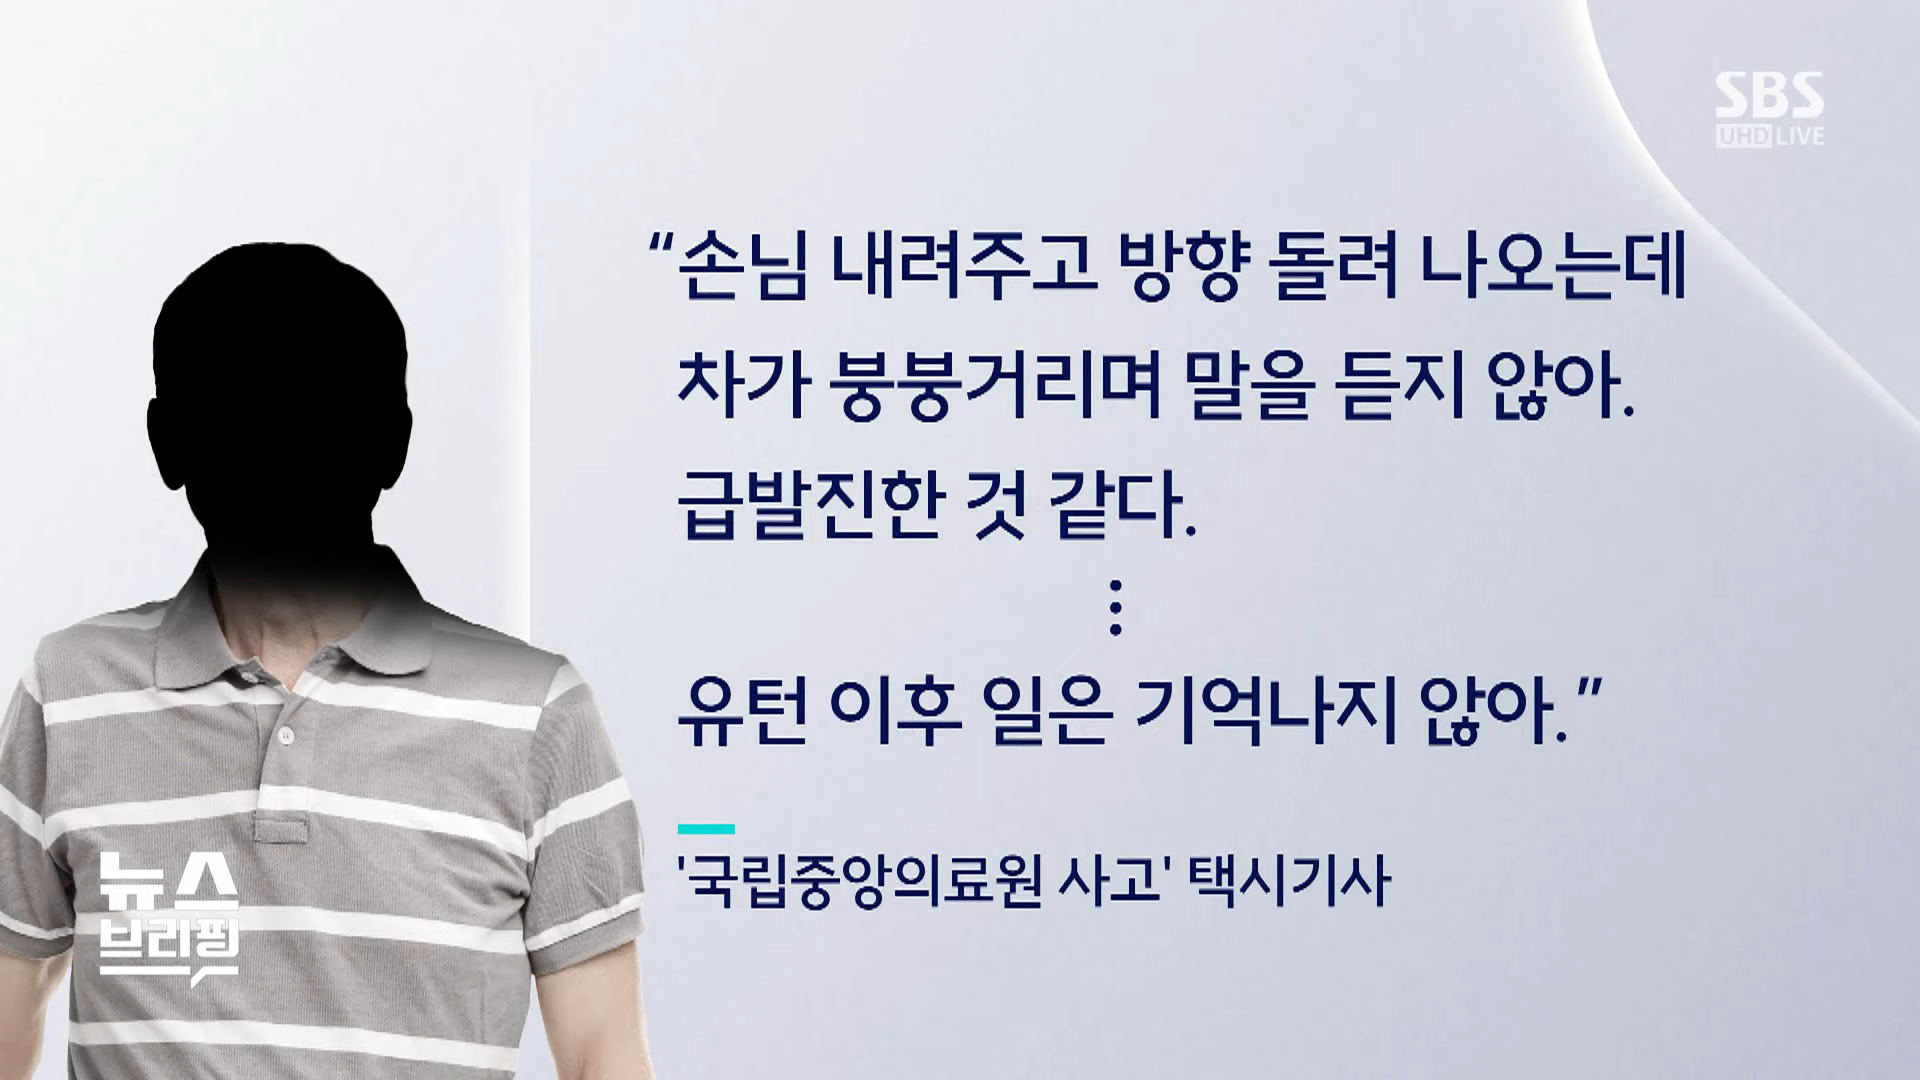 SBS
UHD LIVE
“손님 내려주고 방향 돌려 나오는데
차가 붕붕거리며 말을 듣지 않아.
급발진한 것 같다.
⋮
유턴 이후 일은 기억나지 않아.”
'국립중앙의료원 사고' 택시기사
뉴스
브리핑